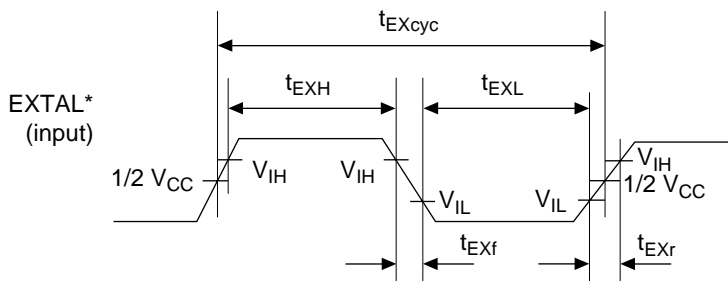 tEXcyc
tEXH
tEXL
EXTAL*
(input)
1/2 VCC
VIH
VIH
VIL
VIL
VIH
1/2 VCC
tEXf
tEXr